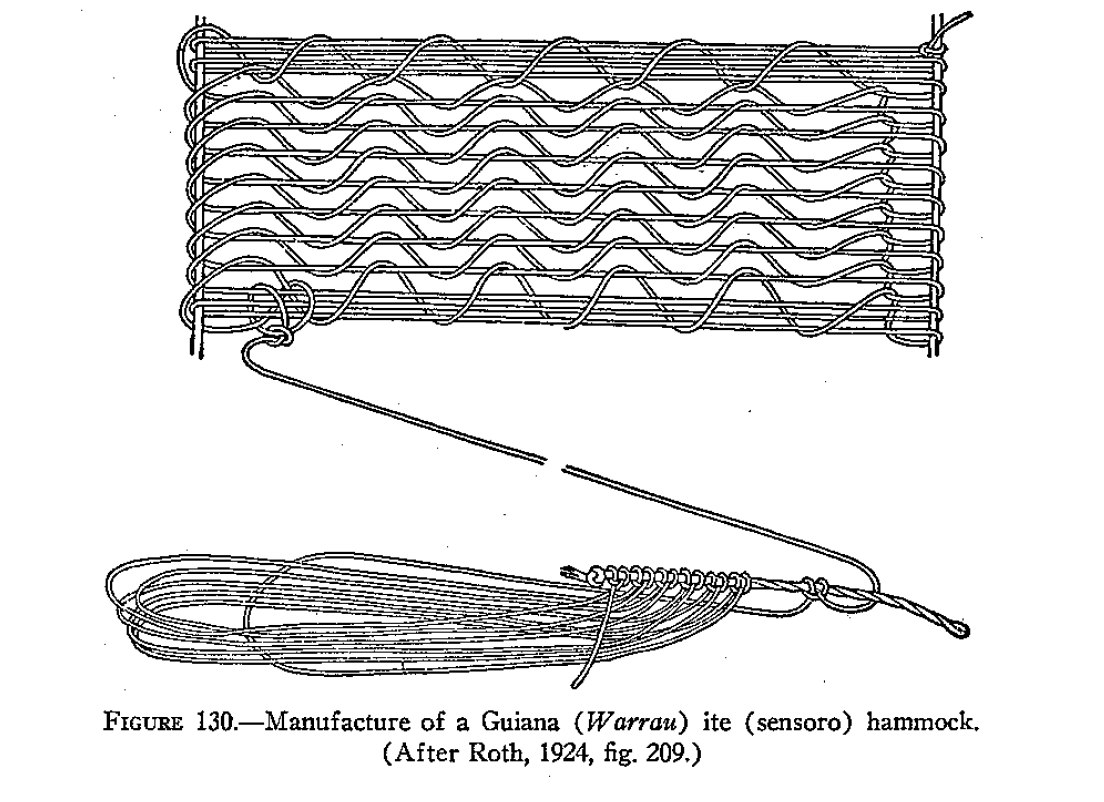 FIGURE 130.—Manufacture of a Guiana (Warrau) ite (sensoro) hammock.
(After Roth, 1924, fig. 209.)